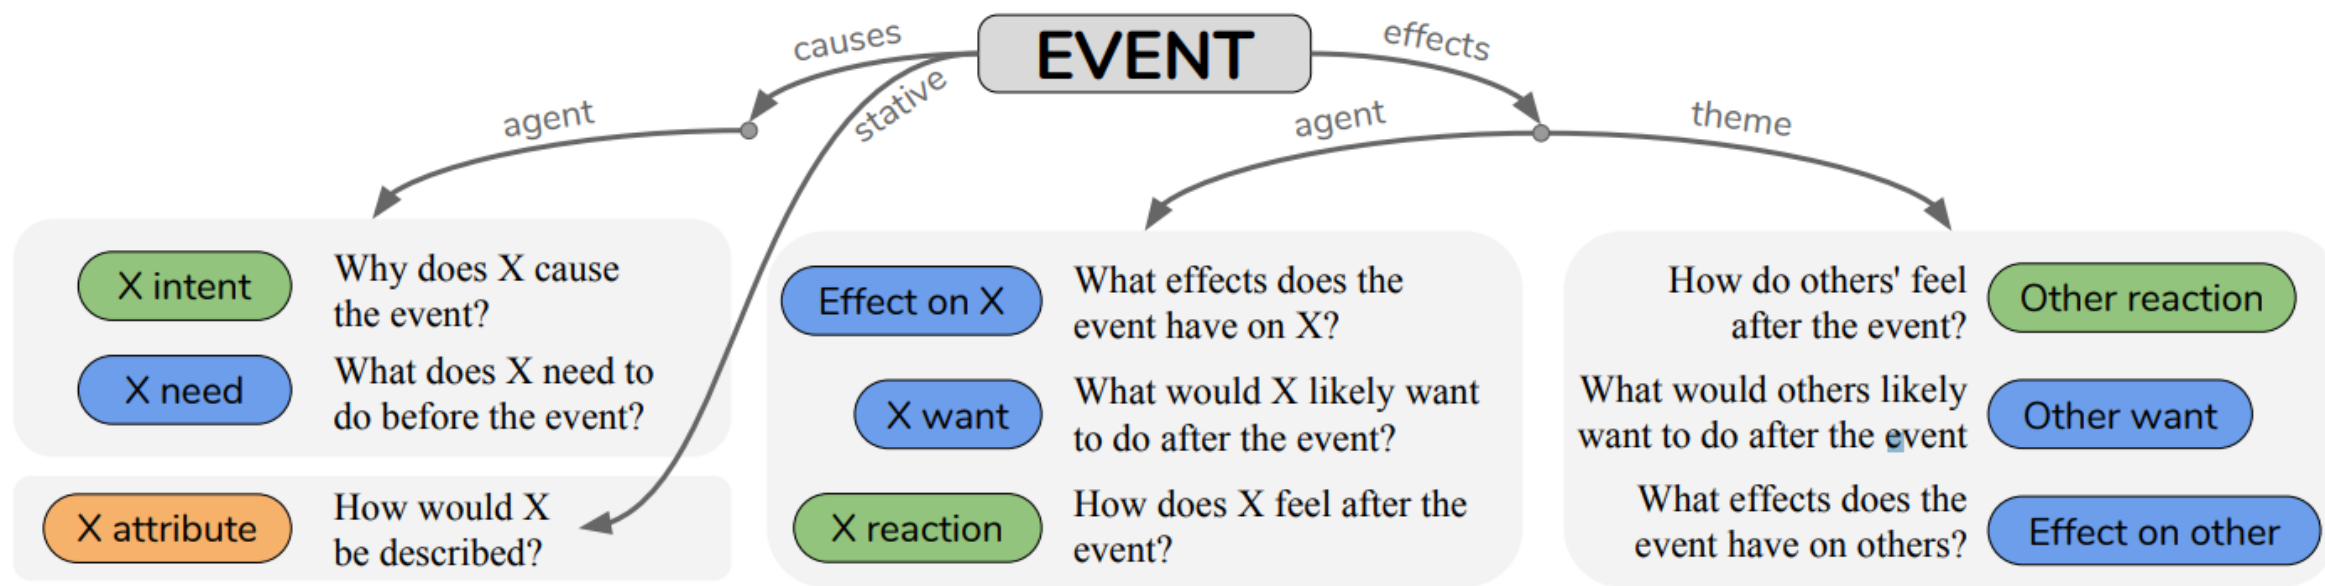 EVENT
causes
stative
effects
agent
agent
theme
X intent
Why does X cause
the event?
X need
What does X need to
do before the event?
X attribute
How would X
be described?
Effect on X
What effects does the
event have on X?
X want
What would X likely want
to do after the event?
X reaction
How does X feel after the
event?
How do others' feel
after the event?
Other reaction
What would others likely
want to do after the event
Other want
What effects does the
event have on others?
Effect on other